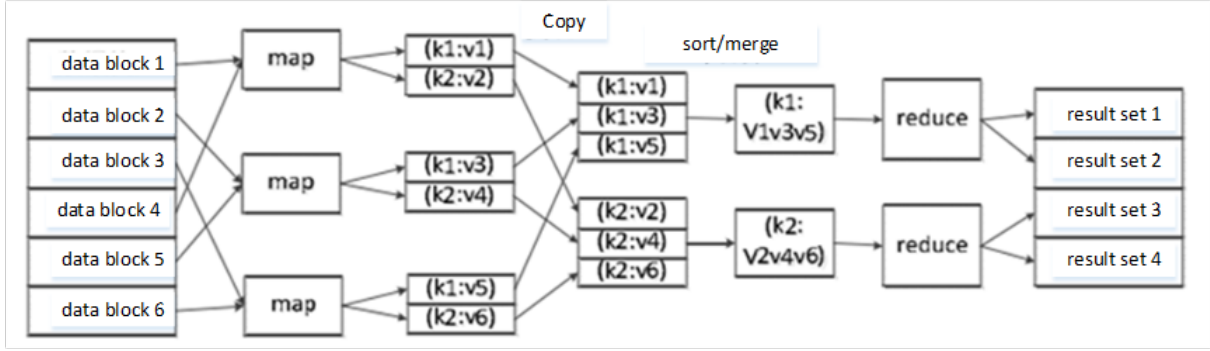 Copy
sort/merge
data block 1
data block 2
data block 3
data block 4
data block 5
data block 6
map
map
map
(k1:v1)
(k2:v2)
(k1:v3)
(k2:v4)
(k1:v5)
(k2:v6)
(k1:v1)
(k1:v3)
(k1:v5)
(k2:v2)
(k2:v4)
(k2:v6)
(k1:
V1v3v5)
(k2:
V2v4v6)
reduce
reduce
result set 1
result set 2
result set 3
result set 4